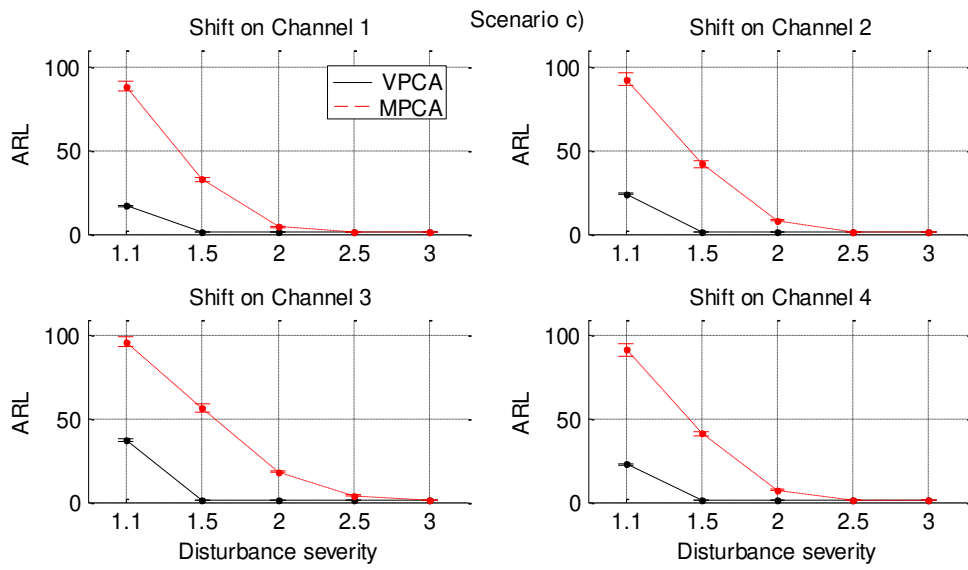 Scenario c)
Shift on Channel 1
ARL
100
50
0
1.1 1.5 2 2.5 3
VPCA
MPCA
Shift on Channel 2
ARL
100
50
0
1.1 1.5 2 2.5 3
Shift on Channel 3
ARL
100
50
0
1.1 1.5 2 2.5 3
Disturbance severity
Shift on Channel 4
ARL
100
50
0
1.1 1.5 2 2.5 3
Disturbance severity